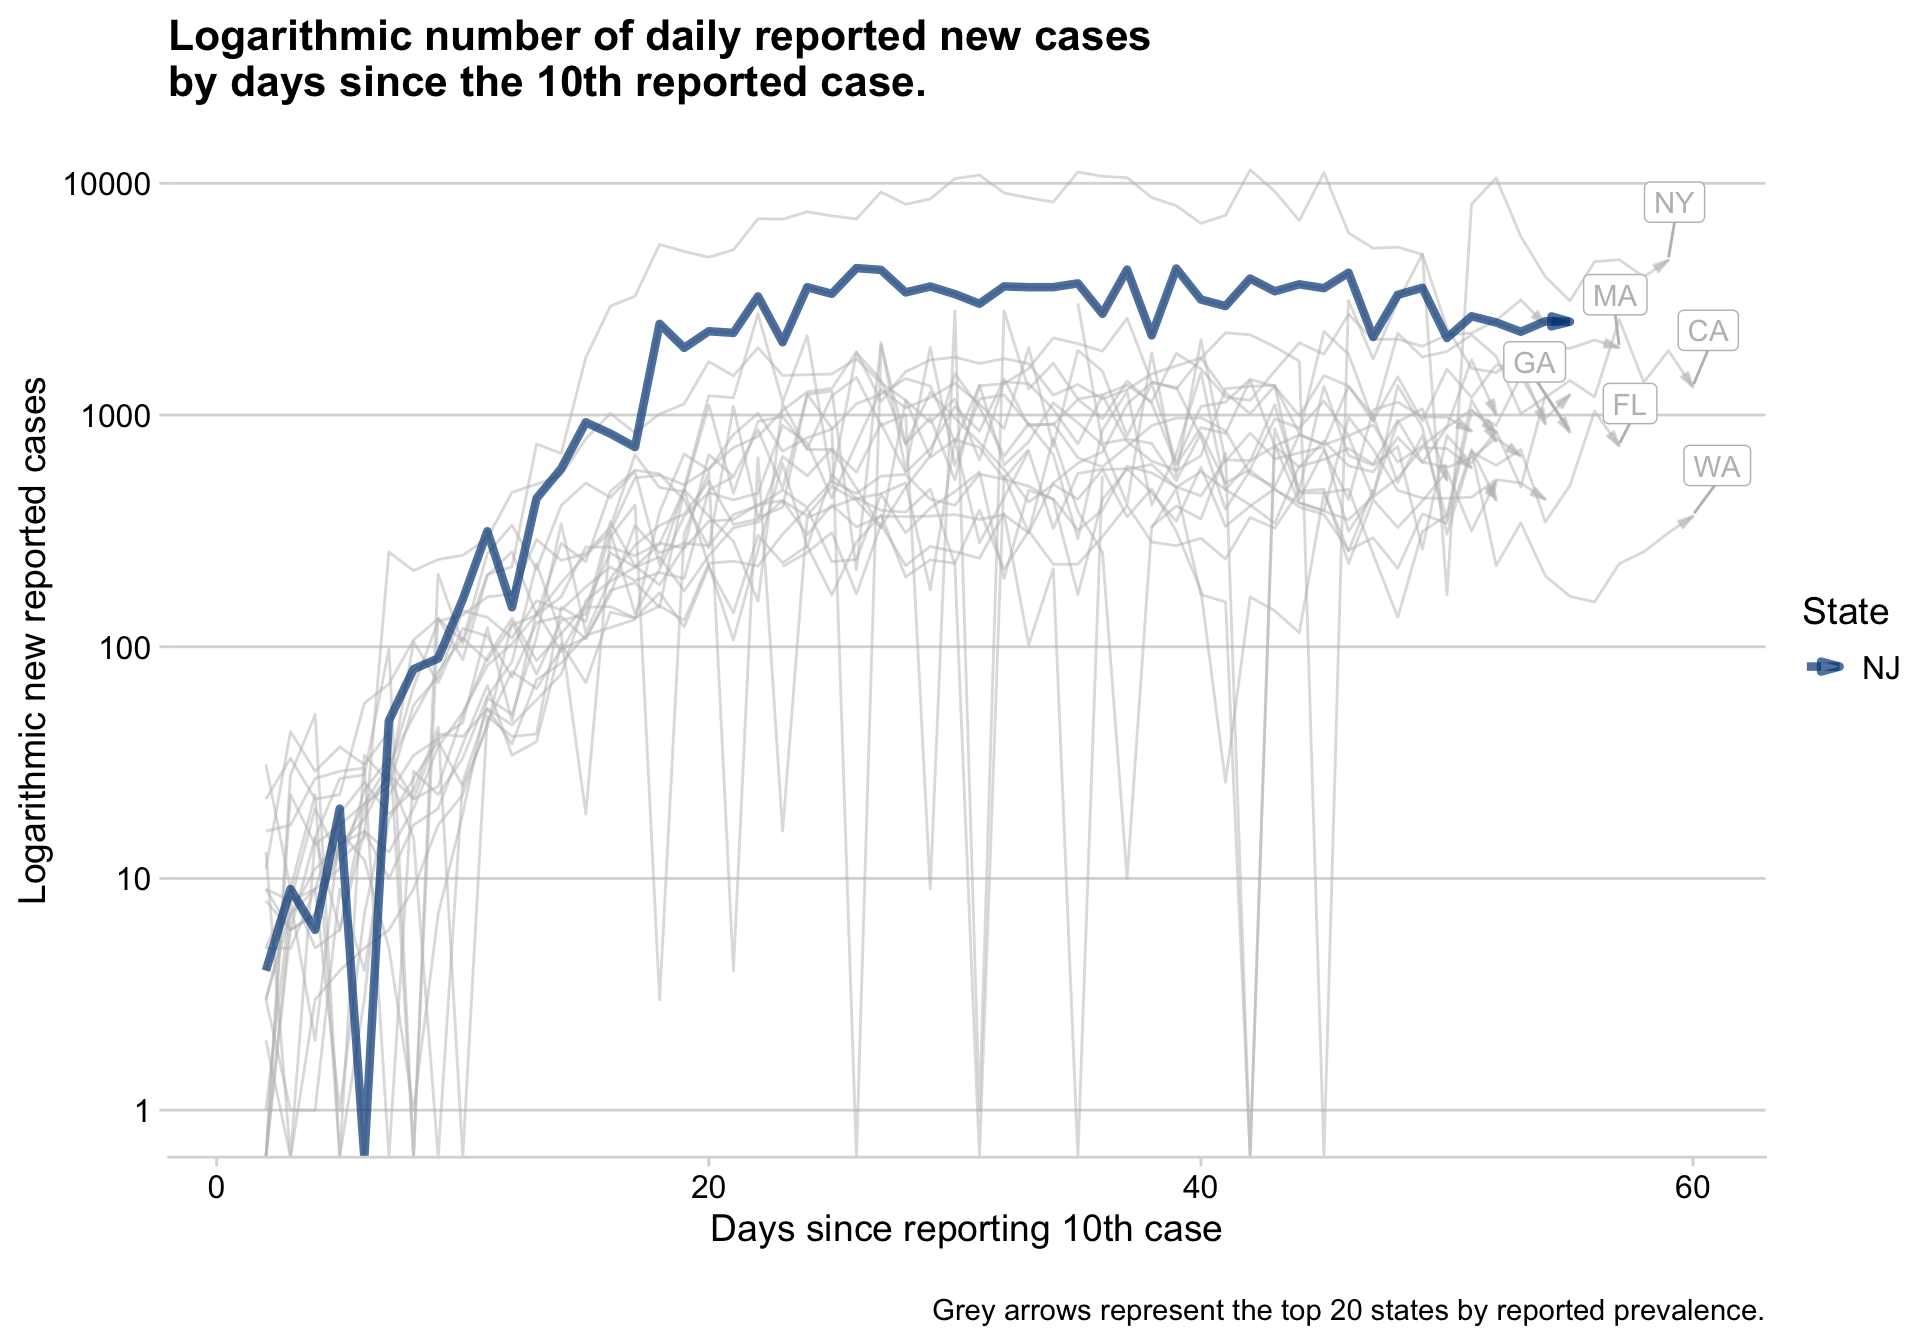 Logarithmic number of daily reported new cases
by days since the 10th reported case.
Logarithmic new reported cases
10000
1000
100
10
1
NY
MA
CA
GA
FL
WA
State
NJ
0
20
40
60
Days since reporting 10th case
Grey arrows represent the top 20 states by reported prevalence.